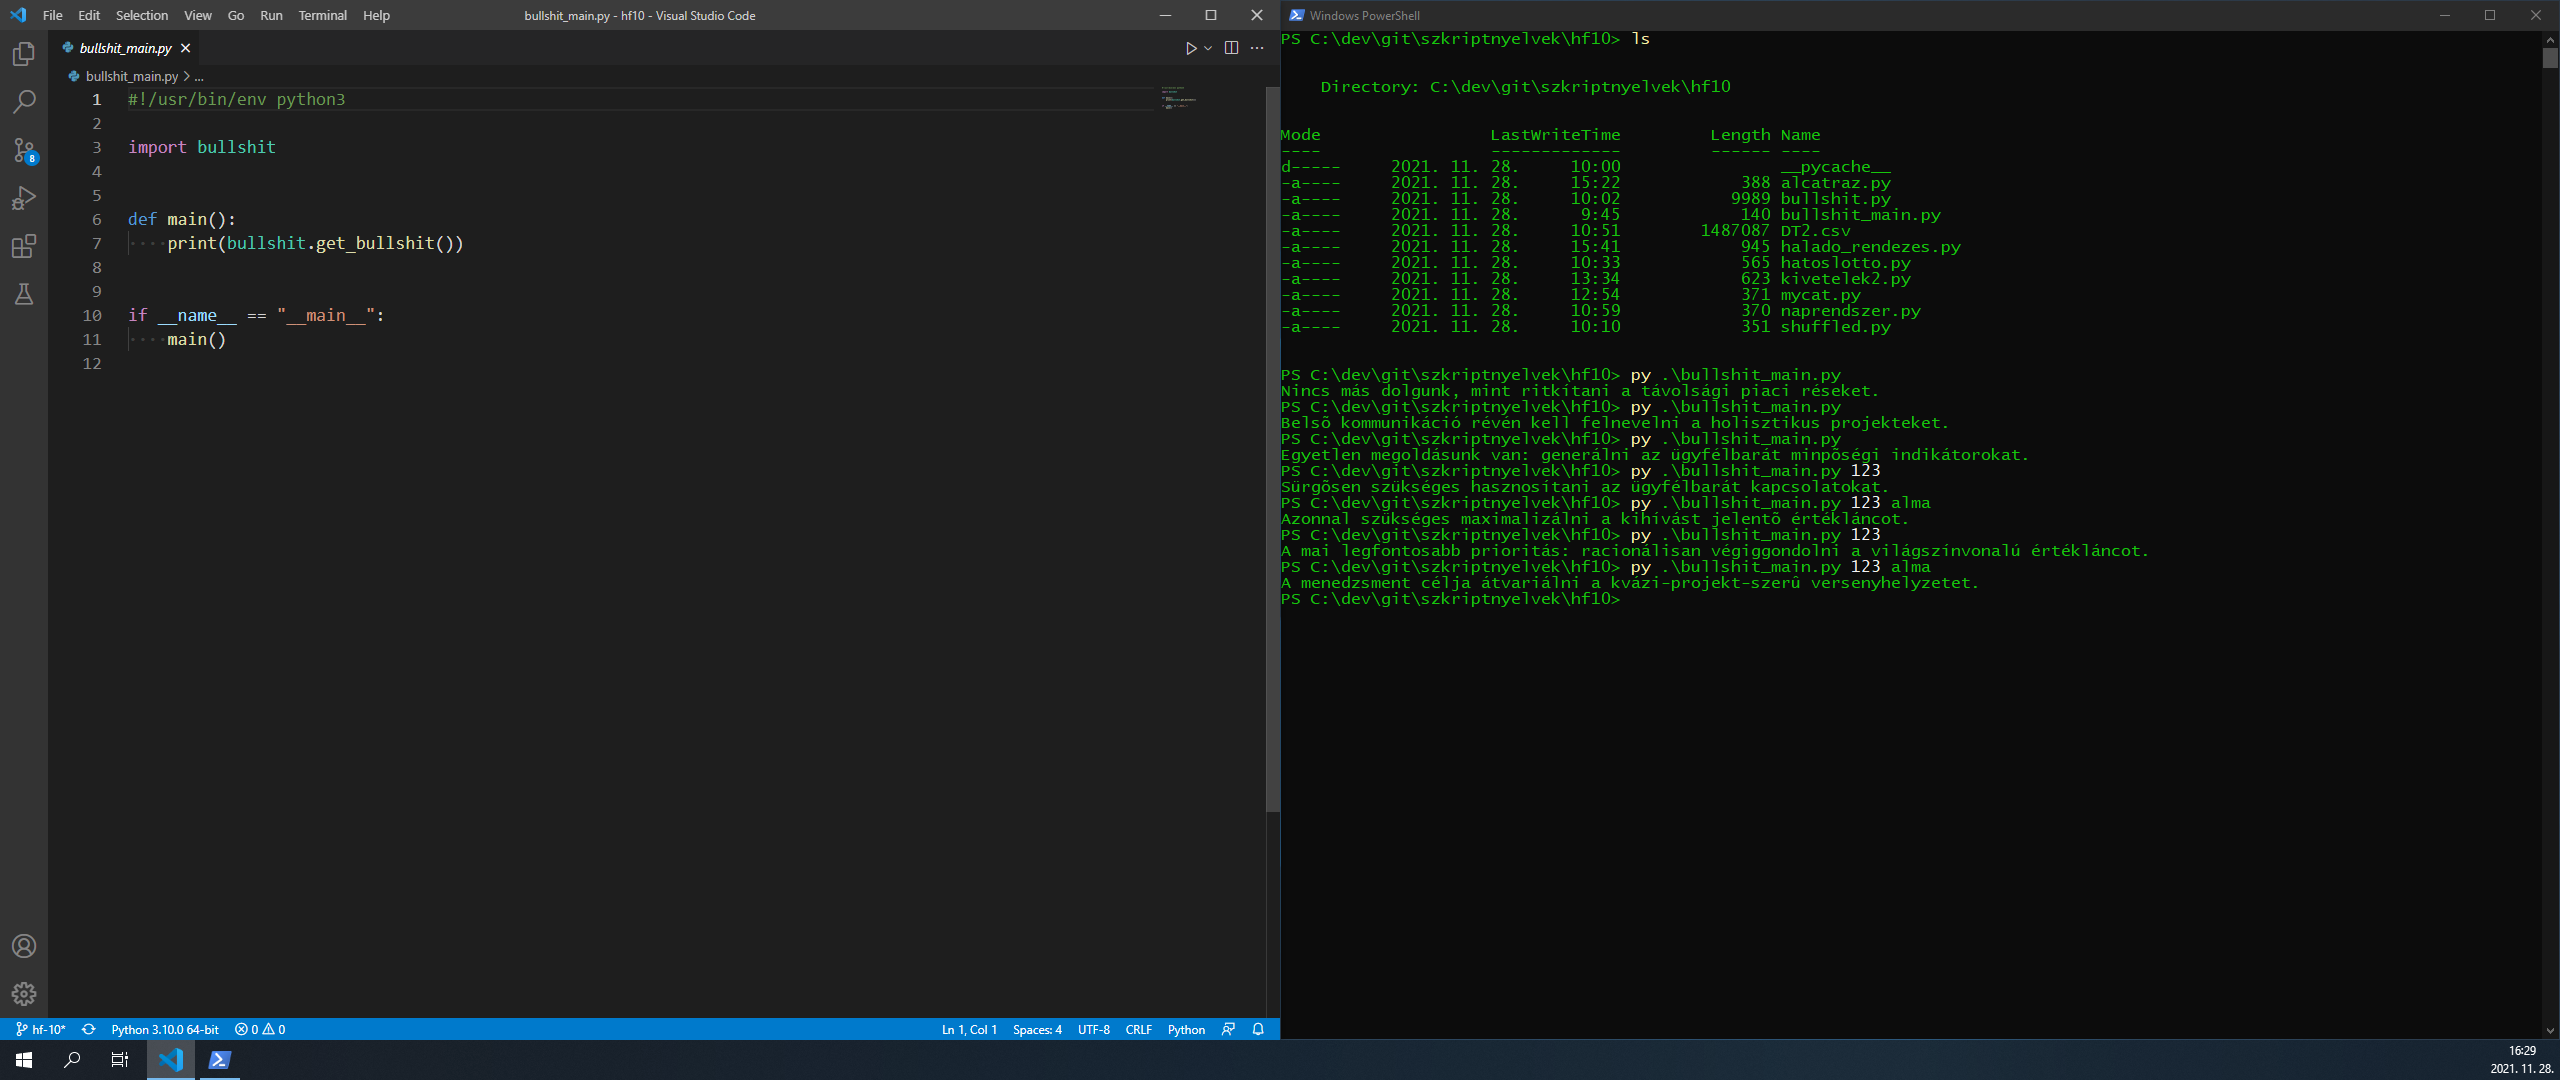 File Edit Selection View Go Run Terminal Help
bullshit_main.py - hf10 - Visual Studio Code
bullshit_main.py
bullshit_main.py > ...
1 #!/usr/bin/env python3
2
3 import bullshit
4
5
6 def main():
7 ····print(bullshit.get_bullshit())
8
9
10 if __name__ == "__main__":
11 ····main()
12
8
hf-10* Python 3.10.0 64-bit 0 0
Ln 1, Col 1 Spaces: 4 UTF-8 CRLF Python
Windows PowerShell
PS C:\dev\git\szkriptnyelvek\hf10> ls
Directory: C:\dev\git\szkriptnyelvek\hf10
Mode LastWriteTime Length Name
---- ------------- ------ ----
d----- 2021. 11. 28. 10:00 __pycache__
-a---- 2021. 11. 28. 15:22 388 alcatraz.py
-a---- 2021. 11. 28. 10:02 9989 bullshit.py
-a---- 2021. 11. 28. 9:45 140 bullshit_main.py
-a---- 2021. 11. 28. 10:51 1487087 DT2.csv
-a---- 2021. 11. 28. 15:41 945 halado_rendezes.py
-a---- 2021. 11. 28. 10:33 565 hatoslotto.py
-a---- 2021. 11. 28. 13:34 623 kivetelek2.py
-a---- 2021. 11. 28. 12:54 371 mycat.py
-a---- 2021. 11. 28. 10:59 370 naprendszer.py
-a---- 2021. 11. 28. 10:10 351 shuffled.py
PS C:\dev\git\szkriptnyelvek\hf10> py .\bullshit_main.py
Nincs más dolgunk, mint ritkítani a távolsági piaci réseket.
PS C:\dev\git\szkriptnyelvek\hf10> py .\bullshit_main.py
Belsõ kommunikáció révén kell felnevelni a holisztikus projekteket.
PS C:\dev\git\szkriptnyelvek\hf10> py .\bullshit_main.py
Egyetlen megoldásunk van: generálni az ügyfélbarát minpõségi indikátorokat.
PS C:\dev\git\szkriptnyelvek\hf10> py .\bullshit_main.py 123
Sürgõsen szükséges hasznosítani az ügyfélbarát kapcsolatokat.
PS C:\dev\git\szkriptnyelvek\hf10> py .\bullshit_main.py 123 alma
Azonnal szükséges maximalizálni a kihívást jelentõ értékláncot.
PS C:\dev\git\szkriptnyelvek\hf10> py .\bullshit_main.py 123
A mai legfontosabb prioritás: racionálisan végiggondolni a világszínvonalú értékláncot.
PS C:\dev\git\szkriptnyelvek\hf10> py .\bullshit_main.py 123 alma
A menedzsment célja átvariálni a kvázi-projekt-szerû versenyhelyzetet.
PS C:\dev\git\szkriptnyelvek\hf10>
16:29
2021. 11. 28.